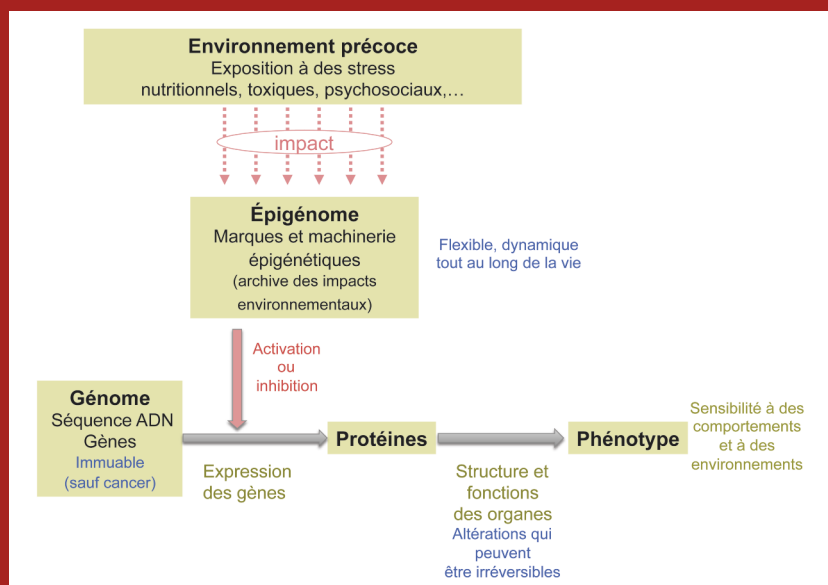 Environnement précoce
Exposition à des stress
nutritionnels, toxiques, psychosociaux,...
impact
Épigénome
Marques et machinerie
épigénétiques
(archive des impacts
environnementaux)
Flexible, dynamique
tout au long de la vie
Activation
ou
inhibition
Génome
Séquence ADN
Gènes
Immuable
(sauf cancer)
Expression
des gènes
Protéines
Structure et
fonctions
des organes
Altérations qui
peuvent
être irréversibles
Phénotype
Sensibilité à des
comportements
et à des
environnements